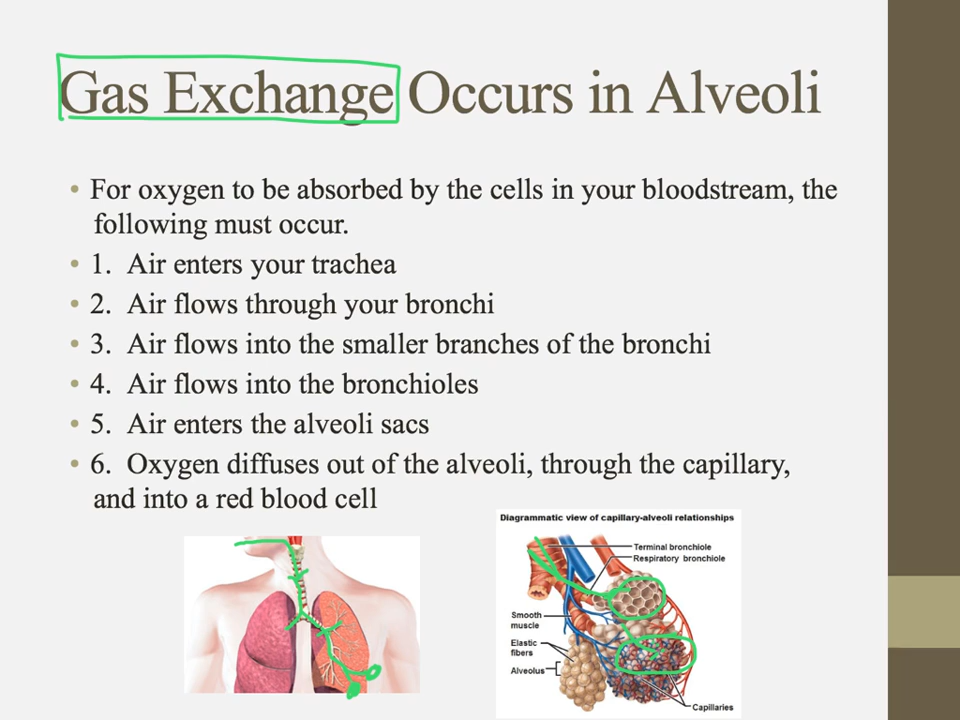 Gas Exchange Occurs in Alveoli
• For oxygen to be absorbed by the cells in your bloodstream, the
following must occur.
• 1. Air enters your trachea
• 2. Air flows through your bronchi
• 3. Air flows into the smaller branches of the bronchi
• 4. Air flows into the bronchioles
• 5. Air enters the alveoli sacs
• 6. Oxygen diffuses out of the alveoli, through the capillary,
and into a red blood cell
Diagrammatic view of capillary-alveoli relationships
Terminal bronchiole
Respiratory bronchiole
Smooth
muscle
Elastic
fibers
Alveolus
Capillaries